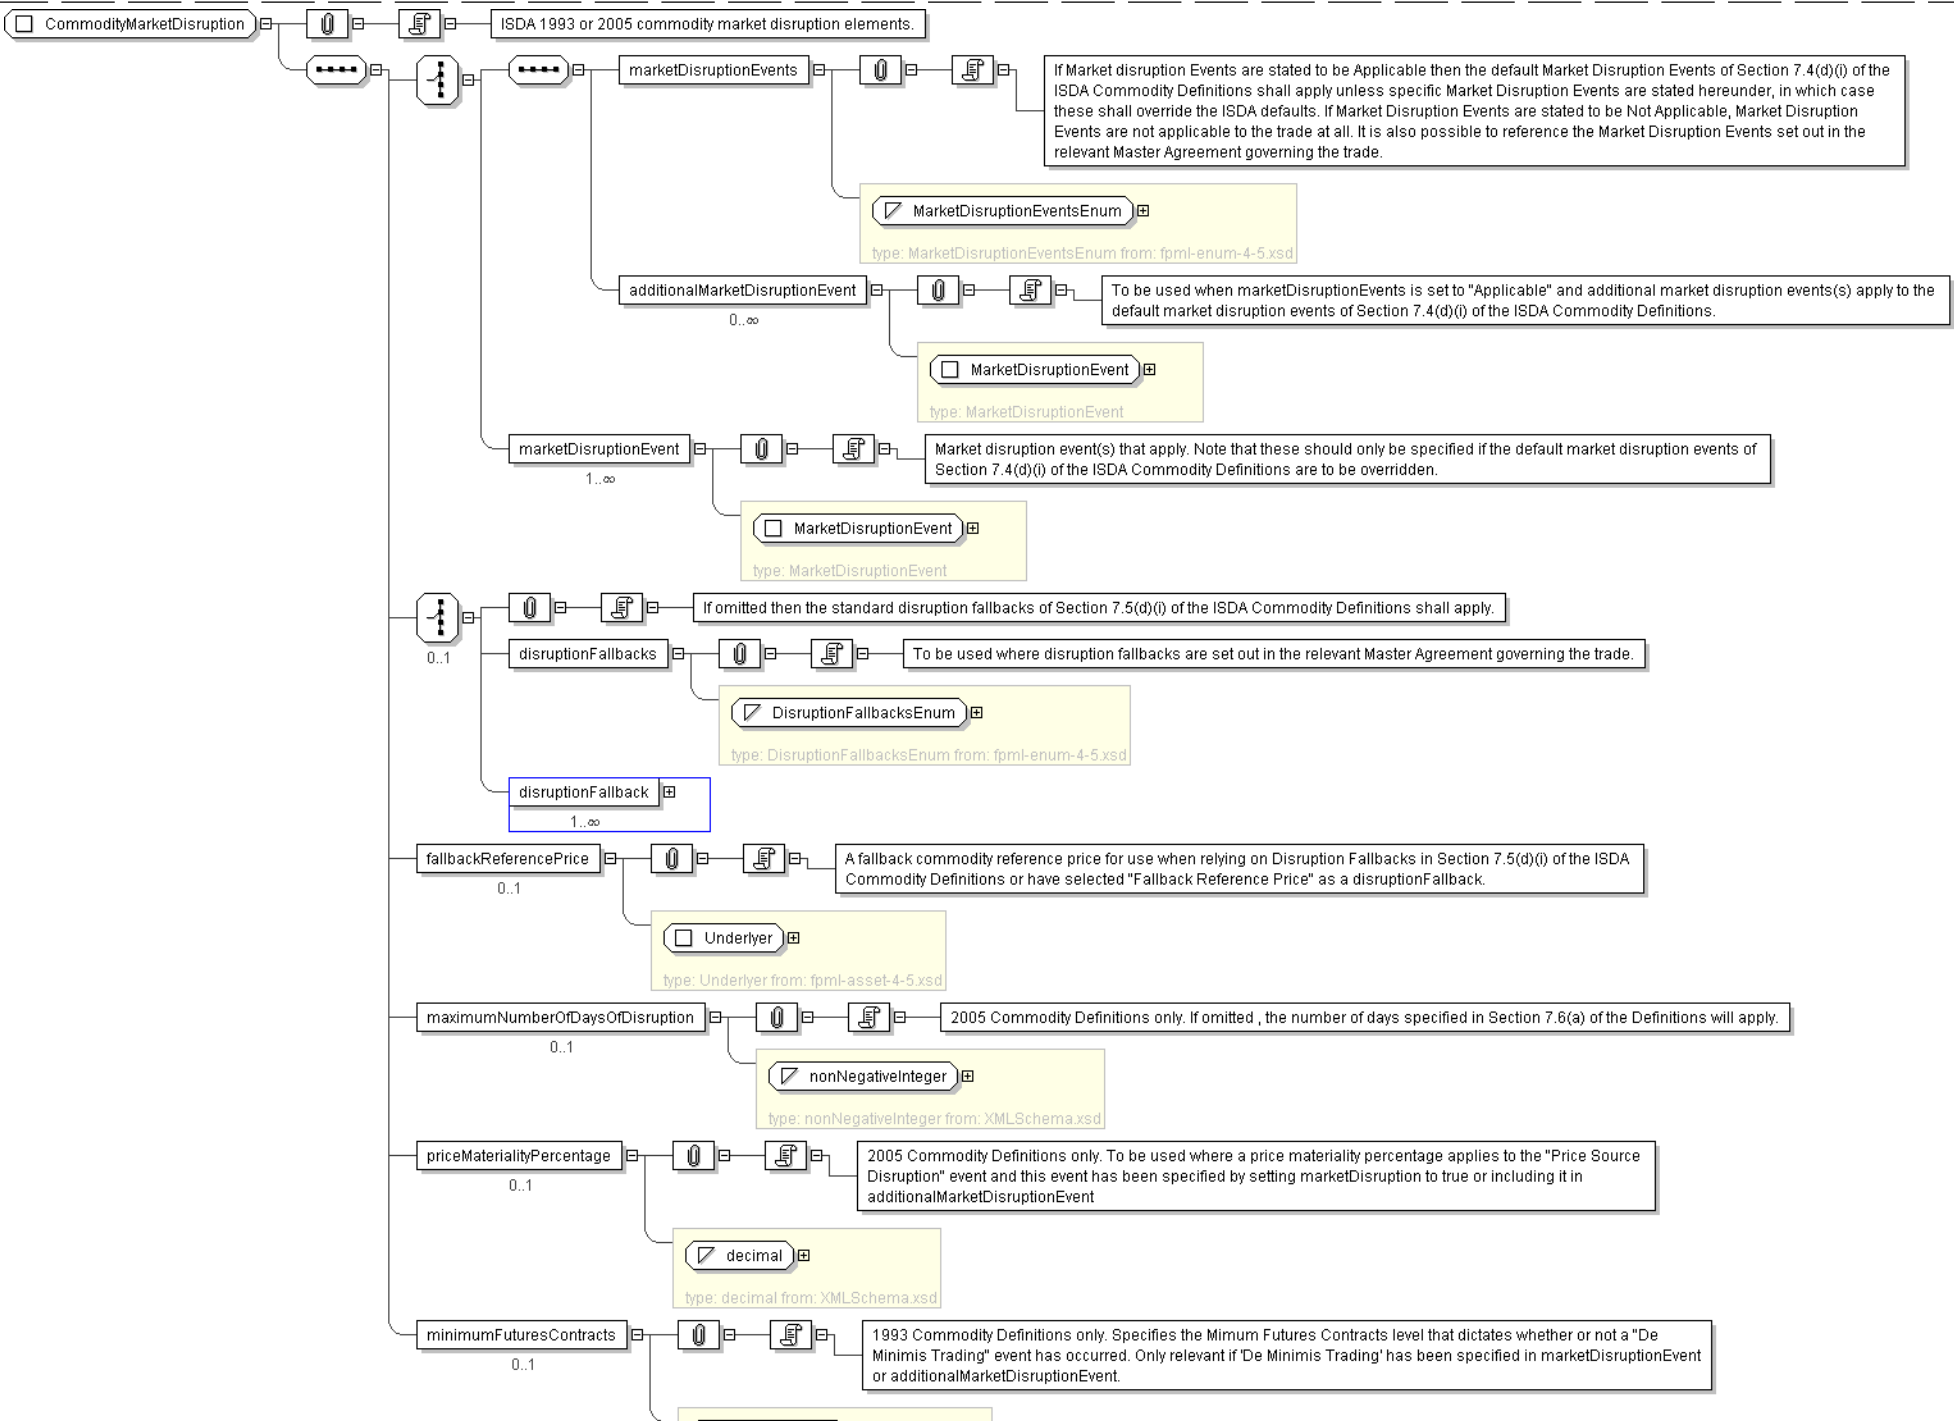 CommodityMarketDisruption
ISDA 1993 or 2005 commodity market disruption elements.
marketDisruptionEvents
If Market disruption Events are stated to be Applicable then the default Market Disruption Events of Section 7.4(d)(i) of the
ISDA Commodity Definitions shall apply unless specific Market Disruption Events are stated hereunder, in which case
these shall override the ISDA defaults. If Market Disruption Events are stated to be Not Applicable, Market Disruption
Events are not applicable to the trade at all. It is also possible to reference the Market Disruption Events set out in the
relevant Master Agreement governing the trade.
MarketDisruptionEventsEnum
type: MarketDisruptionEventsEnum from: fpml-enum-4-5.xsd
additionalMarketDisruptionEvent
0..∞
To be used when marketDisruptionEvents is set to "Applicable" and additional market disruption events(s) apply to the
default market disruption events of Section 7.4(d)(i) of the ISDA Commodity Definitions.
MarketDisruptionEvent
type: MarketDisruptionEvent
marketDisruptionEvent
1..∞
Market disruption event(s) that apply. Note that these should only be specified if the default market disruption events of
Section 7.4(d)(i) of the ISDA Commodity Definitions are to be overridden.
MarketDisruptionEvent
type: MarketDisruptionEvent
0..1
If omitted then the standard disruption fallbacks of Section 7.5(d)(i) of the ISDA Commodity Definitions shall apply.
disruptionFallbacks
To be used where disruption fallbacks are set out in the relevant Master Agreement governing the trade.
DisruptionFallbacksEnum
type: DisruptionFallbacksEnum from: fpml-enum-4-5.xsd
disruptionFallback
1..∞
fallbackReferencePrice
0..1
A fallback commodity reference price for use when relying on Disruption Fallbacks in Section 7.5(d)(i) of the ISDA
Commodity Definitions or have selected "Fallback Reference Price" as a disruptionFallback.
Underlyer
type: Underlyer from: fpml-asset-4-5.xsd
maximumNumberOfDaysOfDisruption
0..1
2005 Commodity Definitions only. If omitted , the number of days specified in Section 7.6(a) of the Definitions will apply.
nonNegativeInteger
type: nonNegativeInteger from: XMLSchema.xsd
priceMaterialityPercentage
0..1
2005 Commodity Definitions only. To be used where a price materiality percentage applies to the "Price Source
Disruption" event and this event has been specified by setting marketDisruption to true or including it in
additionalMarketDisruptionEvent
decimal
type: decimal from: XMLSchema.xsd
minimumFuturesContracts
0..1
1993 Commodity Definitions only. Specifies the Mimum Futures Contracts level that dictates whether or not a "De
Minimis Trading" event has occurred. Only relevant if 'De Minimis Trading' has been specified in marketDisruptionEvent
or additionalMarketDisruptionEvent.